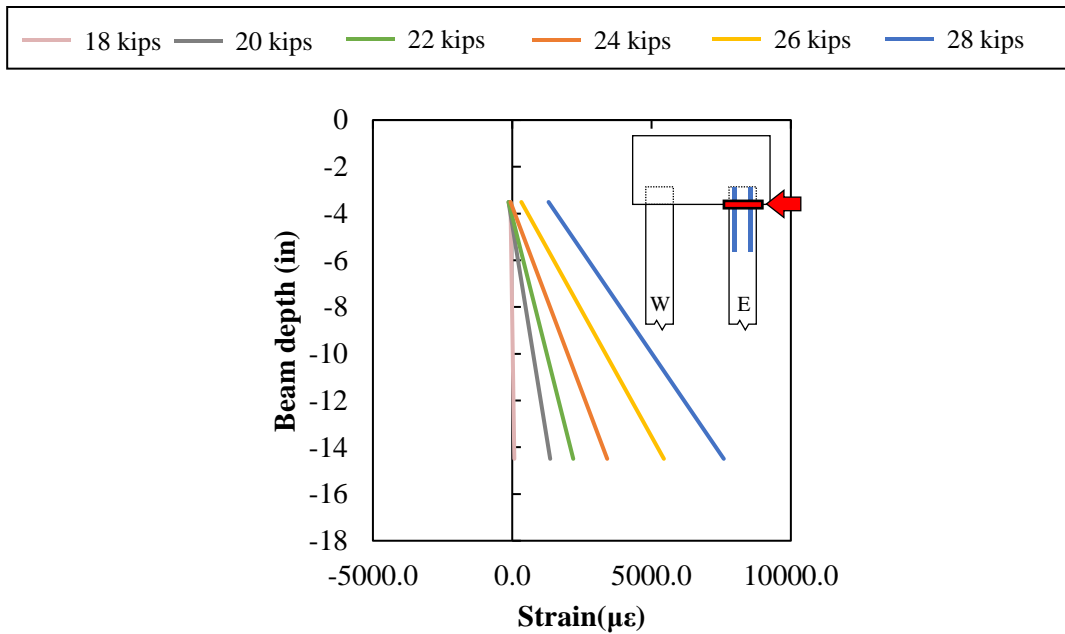 18 kips 20 kips 22 kips 24 kips 26 kips 28 kips
0
-2
-4
-6
-8
-10
-12
-14
-16
-18
Beam depth (in)
W E
-5000.0 0.0 5000.0 10000.0
Strain(με)